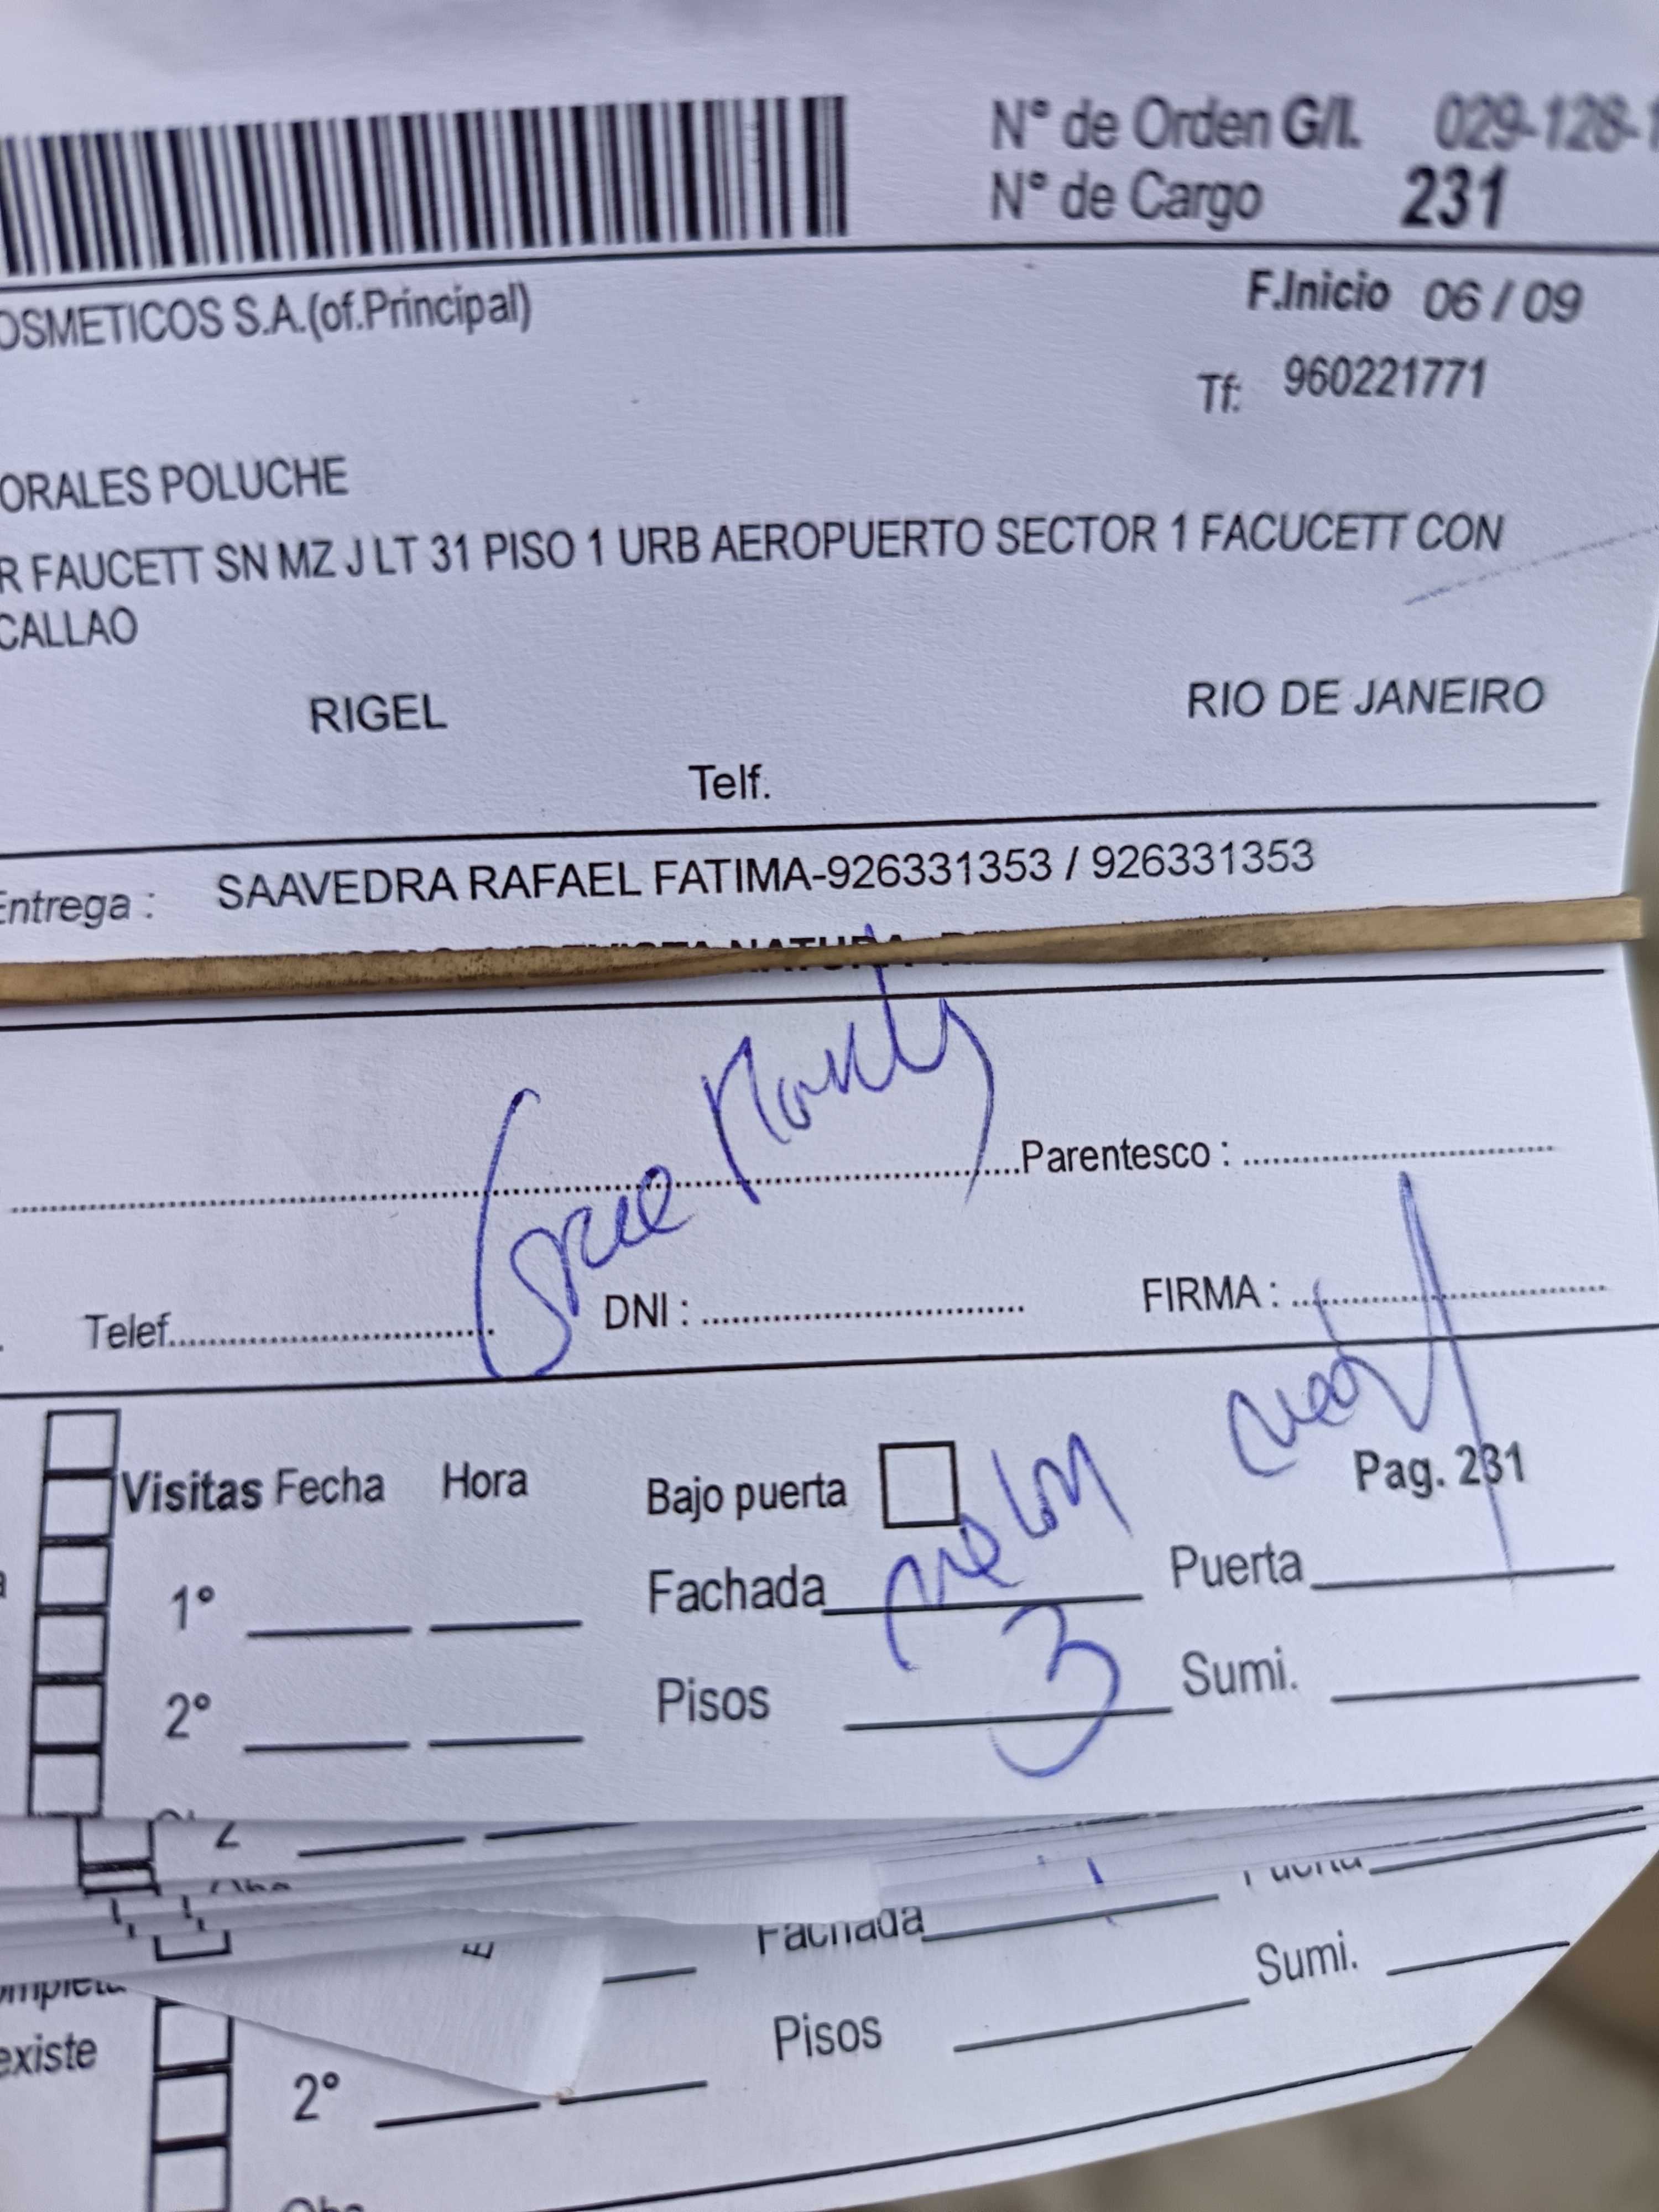 N° de Orden G/I. 029-128-1
N° de Cargo 231
OSMETICOS S.A.(of.Principal)
F.Inicio 06 / 09
Tf: 960221771
ORALES POLUCHE
R FAUCETT SN MZ J LT 31 PISO 1 URB AEROPUERTO SECTOR 1 FACUCETT CON
CALLAO
RIGEL RIO DE JANEIRO
Telf.
Entrega : SAAVEDRA RAFAEL FATIMA-926331353 / 926331353
Parentesco :
Telef. DNI : FIRMA :
Visitas Fecha Hora Bajo puerta Pag. 231
1° Fachada Puerta
2° Pisos 3 Sumi.
Fachada
Sumi.
existe Pisos
2°